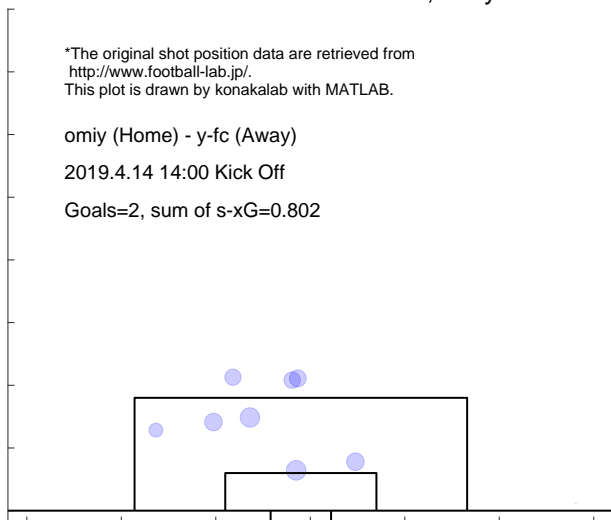 *The original shot position data are retrieved from
http://www.football-lab.jp/.
This plot is drawn by konakalab with MATLAB.
omiy (Home) - y-fc (Away)
2019.4.14 14:00 Kick Off
Goals=2, sum of s-xG=0.802